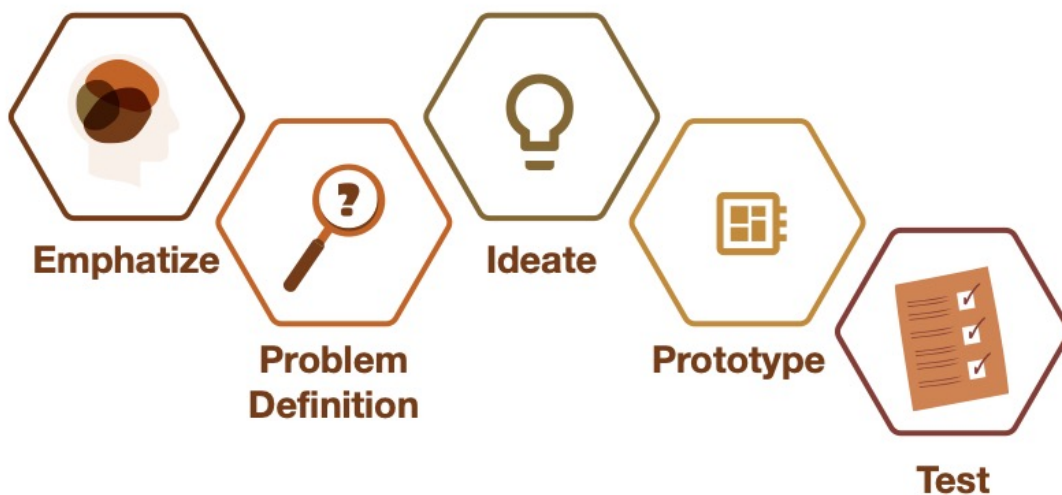 Emphatize
?
Problem
Definition
Ideate
Prototype
Test